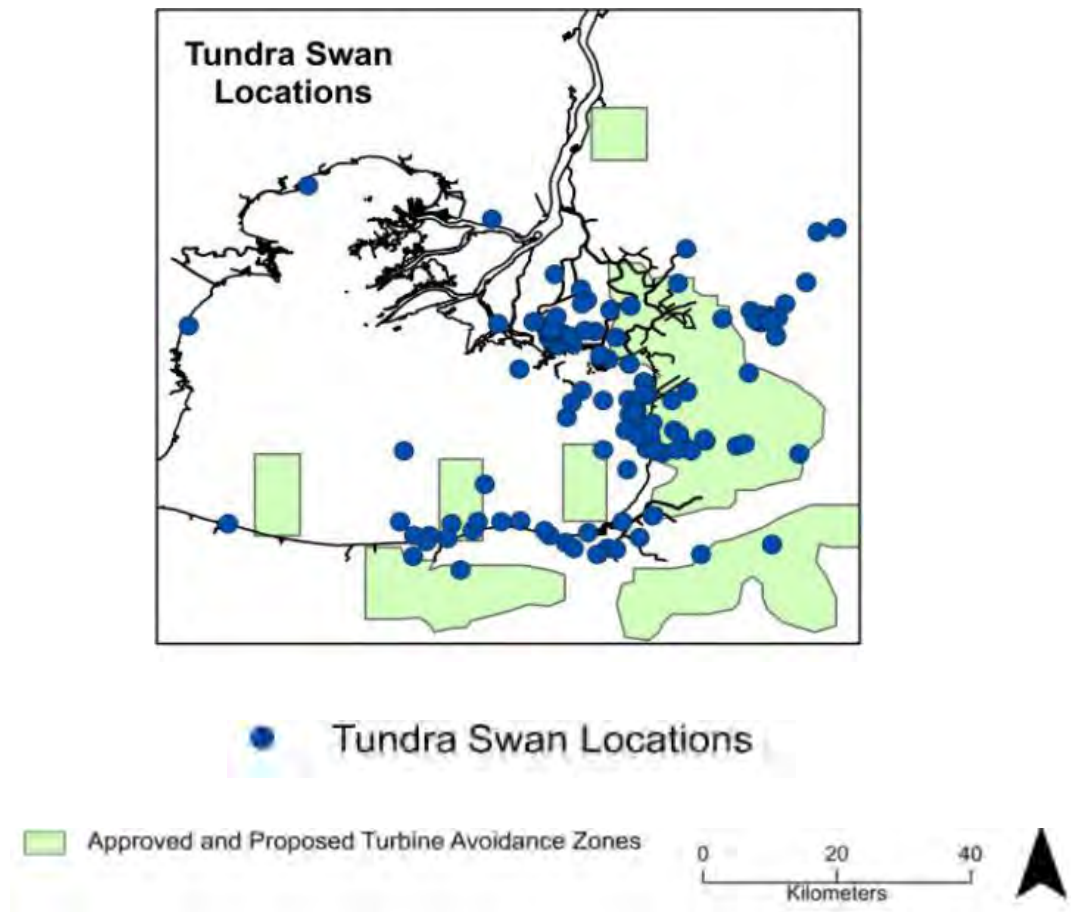 Tundra Swan
Locations
Tundra Swan Locations
Approved and Proposed Turbine Avoidance Zones
0 20 40
Kilometers